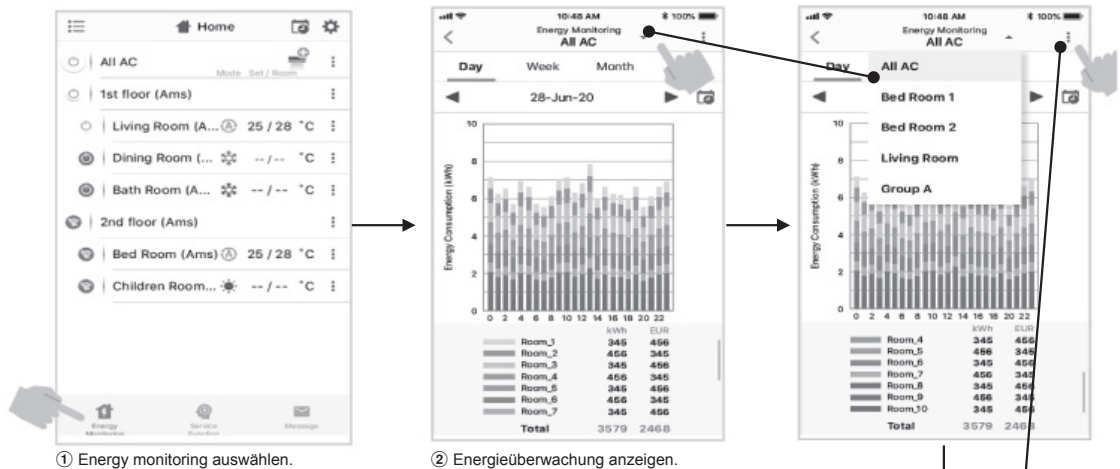 Home
All AC
Mode Set / Room
1st floor (Ams)
Living Room (A... 25 / 28 °C
Dining Room (... -- / -- °C
Bath Room (A... -- / -- °C
2nd floor (Ams)
Bed Room (Ams) 25 / 28 °C
Children Room... -- / -- °C
Energy Monitoring
Service Function
Message
① Energy monitoring auswählen.
10:48 AM 100%
Energy Monitoring
All AC
Day Week Month
28-Jun-20
Energy Consumption (kWh)
10
8
6
4
2
0
0 2 4 6 8 10 12 14 16 18 20 22
kWh EUR
Room_1 345 456
Room_2 456 345
Room_3 345 456
Room_4 456 345
Room_5 345 456
Room_6 456 345
Room_7 345 456
Total 3579 2468
② Energieüberwachung anzeigen.
10:48 AM 100%
Energy Monitoring
All AC
Day
All AC
Bed Room 1
Bed Room 2
Living Room
Group A
Energy Consumption (kWh)
10
8
6
4
2
0
0 2 4 6 8 10 12 14 16 18 20 22
kWh EUR
Room_4 345 456
Room_5 456 345
Room_6 345 456
Room_7 456 345
Room_8 345 456
Room_9 456 345
Room_10 345 456
Total 3579 2468